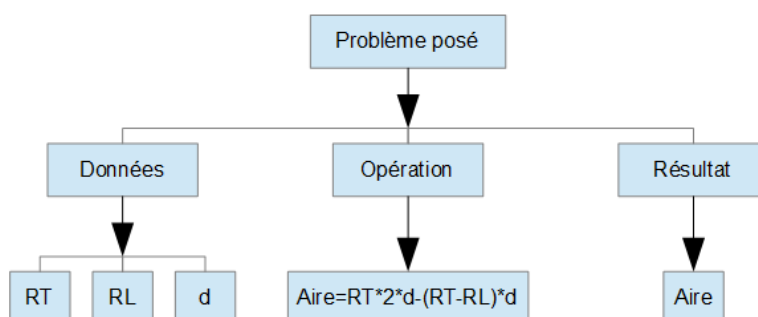 Problème posé
Données
Opération
Résultat
RT
RL
d
Aire=RT*2*d-(RT-RL)*d
Aire